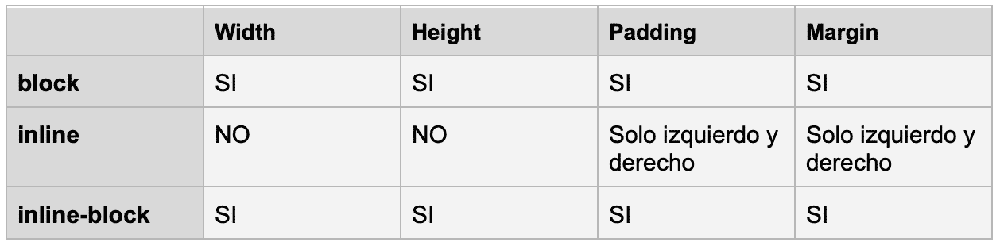 Width Height Padding Margin
block SI SI SI SI
inline NO NO Solo izquierdo y Solo izquierdo y
derecho derecho
inline-block SI SI SI SI